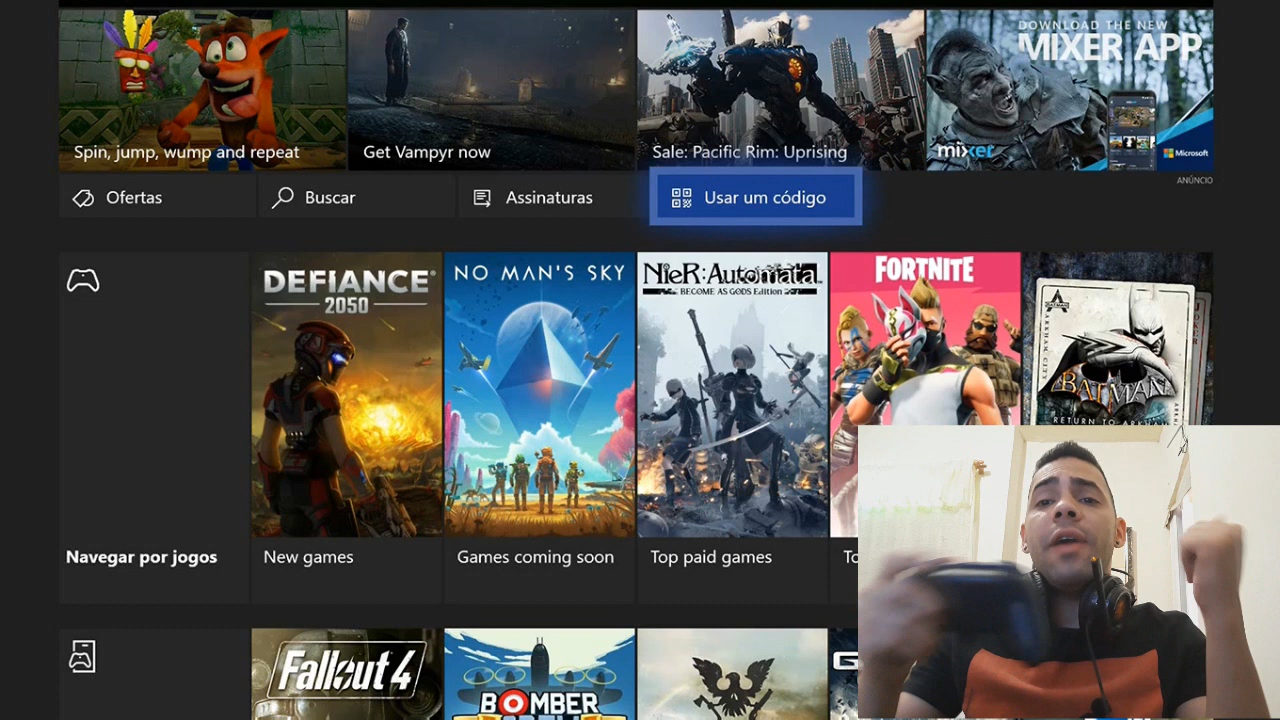 DOWNLOAD THE NEW
MIXER APP
Spin, jump, wump and repeat
Get Vampyr now
Sale: Pacific Rim: Uprising
mixer
Microsoft
ANÚNCIO
Ofertas
Buscar
Assinaturas
Usar um código
DEFIANCE
2050
NO MAN'S SKY
NieR:Automata
BECOME AS GODS Edition
FORTNITE
BATMAN
ARKHAM CITY
RETURN TO
Navegar por jogos
New games
Games coming soon
Top paid games
To
Fallout 4
BOMBER